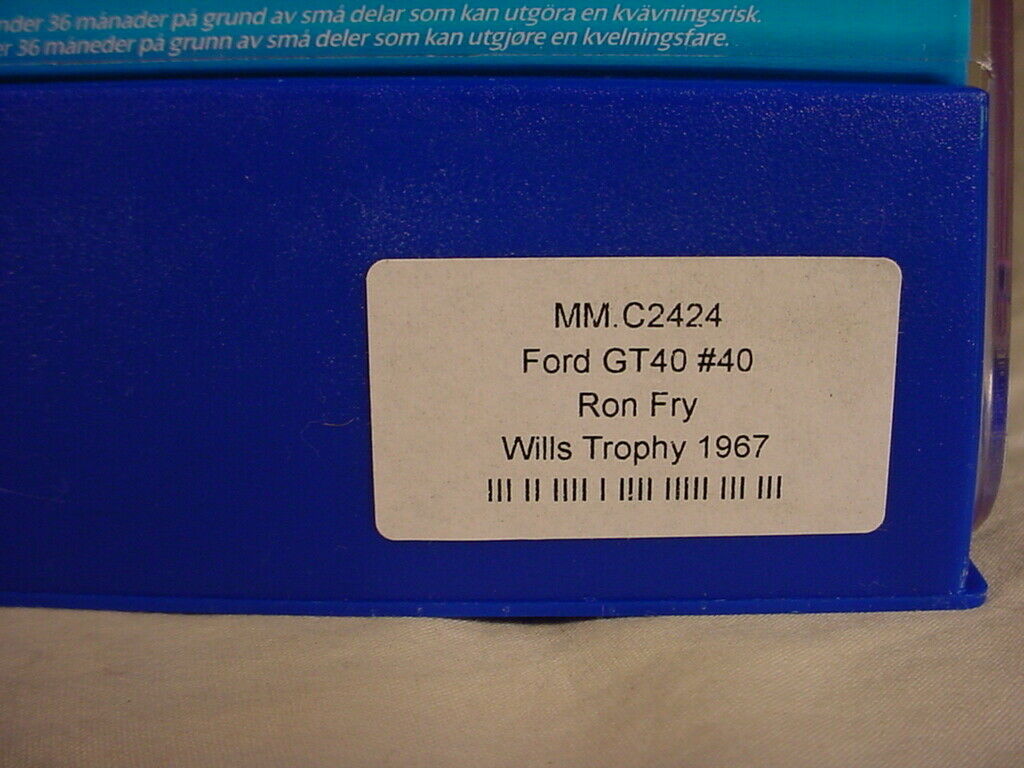 nder 36 månader på grund av små delar som kan utgöra en kvävningsrisk.
er 36 måneder på grunn av små deler som kan utgjøre en kvelningsfare.
MM.C2424
Ford GT40 #40
Ron Fry
Wills Trophy 1967